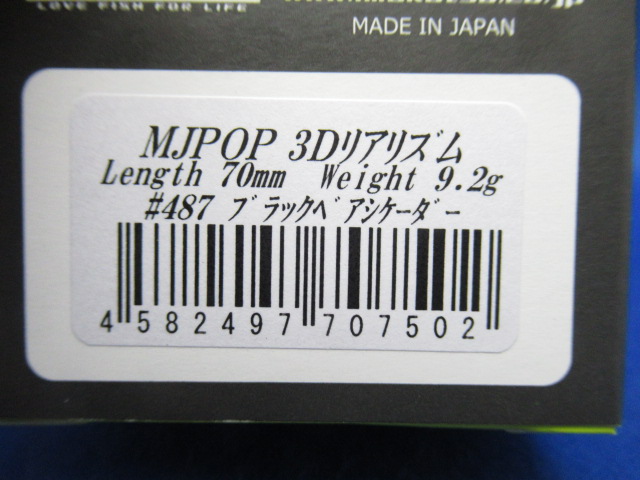 LOVE FISH FOR LIFE
MADE IN JAPAN
MJPOP 3Dﾘｱﾘｽﾞﾑ
Length 70mm Weight 9.2g
#487 ﾌﾞﾗｯｸﾍﾞｱｼｹｰﾀﾞｰ
4 582497 707502